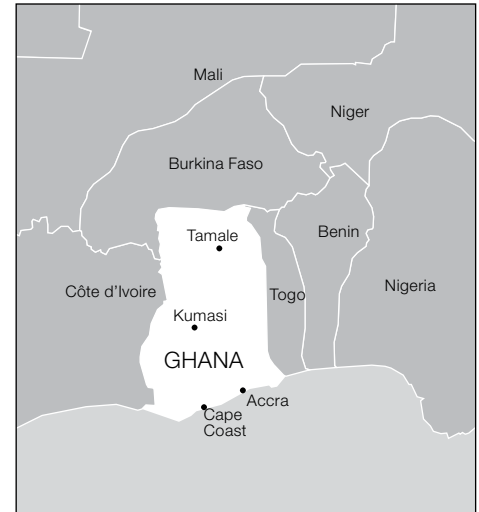 Mali
Niger
Burkina Faso
Benin
Tamale
Nigeria
Côte d'Ivoire
Togo
Kumasi
GHANA
Accra
Cape
Coast